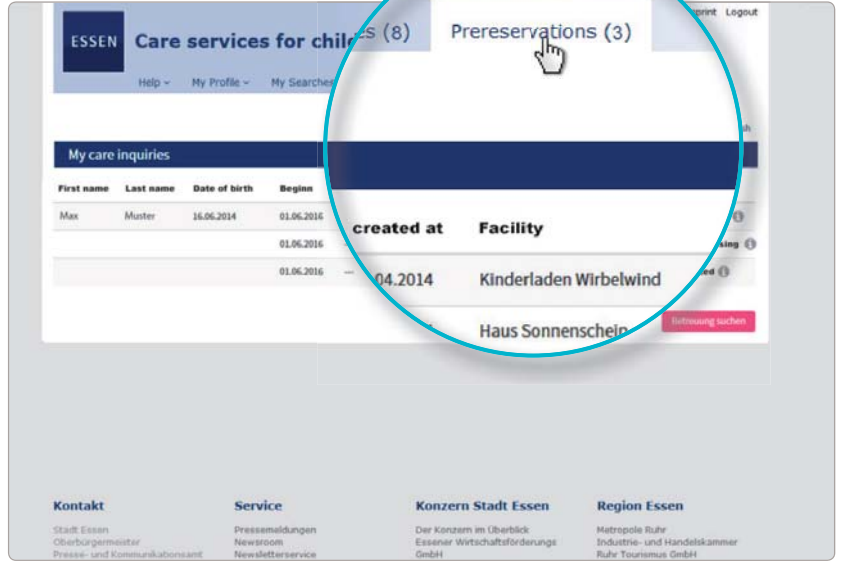 Logout
ESSEN
Care services for
(8)
Prereservations (3)
Help
My Profile
My Searches
My care inquiries
First name Last name Date of birth Beginn
created at Facility
Max Muster 16.06.2014 01.06.2016
01.06.2016 ---
01.06.2016 ---
04.2014 Kinderladen Wirbelwind
Haus Sonnenschein
Betreuung suchen
Kontakt
Stadt Essen
Oberbürgermeister
Presse- und Kommunikationsamt
Service
Pressemeldungen
Newsroom
Newsletterservice
Konzern Stadt Essen
Der Konzern im Überblick
Essener Wirtschaftsförderungs
GmbH
Region Essen
Metropole Ruhr
Industrie- und Handelskammer
Ruhr Tourismus GmbH